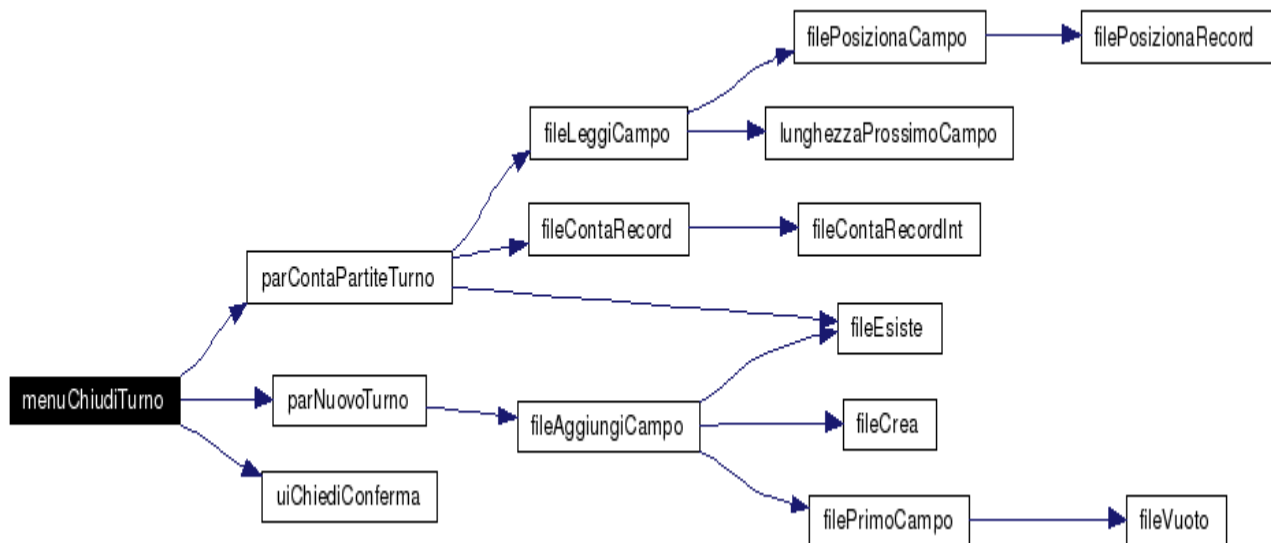 filePosizionaCampo
filePosizionaRecord
fileLeggiCampo
lunghezzaProssimoCampo
fileContaRecord
fileContaRecordInt
parContaPartiteTurno
fileEsiste
menuChiudiTurno
parNuovoTurno
fileAggiungiCampo
fileCrea
uiChiediConferma
filePrimoCampo
fileVuoto